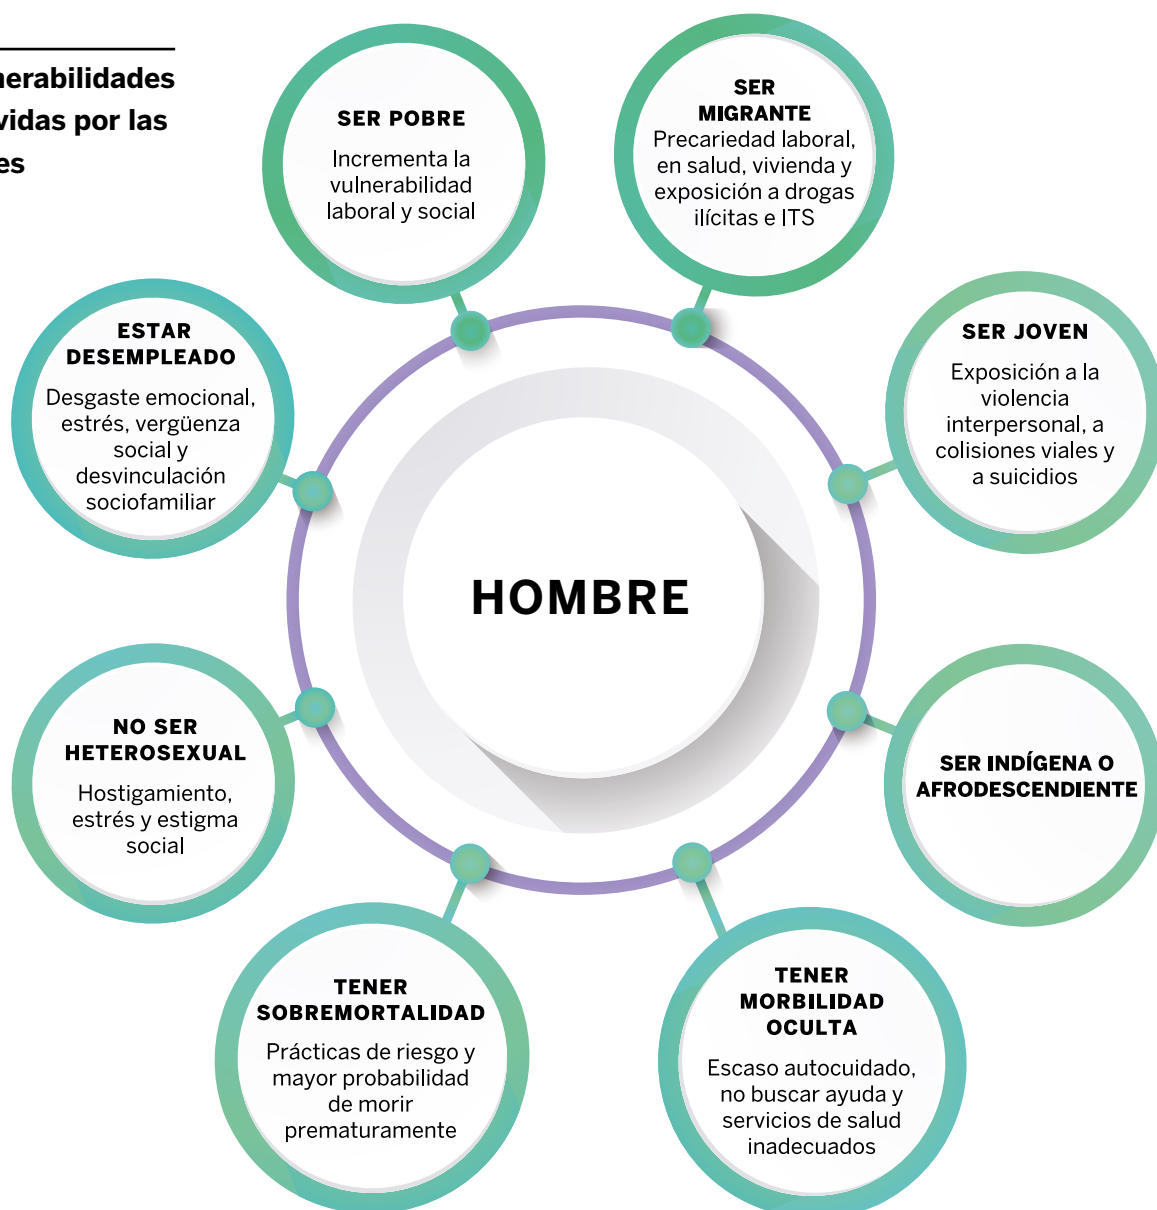 nerabilidades
vidas por las
es
SER POBRE
Incrementa la
vulnerabilidad
laboral y social
SER
MIGRANTE
Precariedad laboral,
en salud, vivienda y
exposición a drogas
ilícitas e ITS
ESTAR
DESEMPLEADO
Desgaste emocional,
estrés, vergüenza
social y
desvinculación
sociofamiliar
SER JOVEN
Exposición a la
violencia
interpersonal, a
colisiones viales y
a suicidios
HOMBRE
NO SER
HETEROSEXUAL
Hostigamiento,
estrés y estigma
social
SER INDÍGENA O
AFRODESCENDIENTE
TENER
SOBREMORTALIDAD
Prácticas de riesgo y
mayor probabilidad
de morir
prematuramente
TENER
MORBILIDAD
OCULTA
Escaso autocuidado,
no buscar ayuda y
servicios de salud
inadecuados